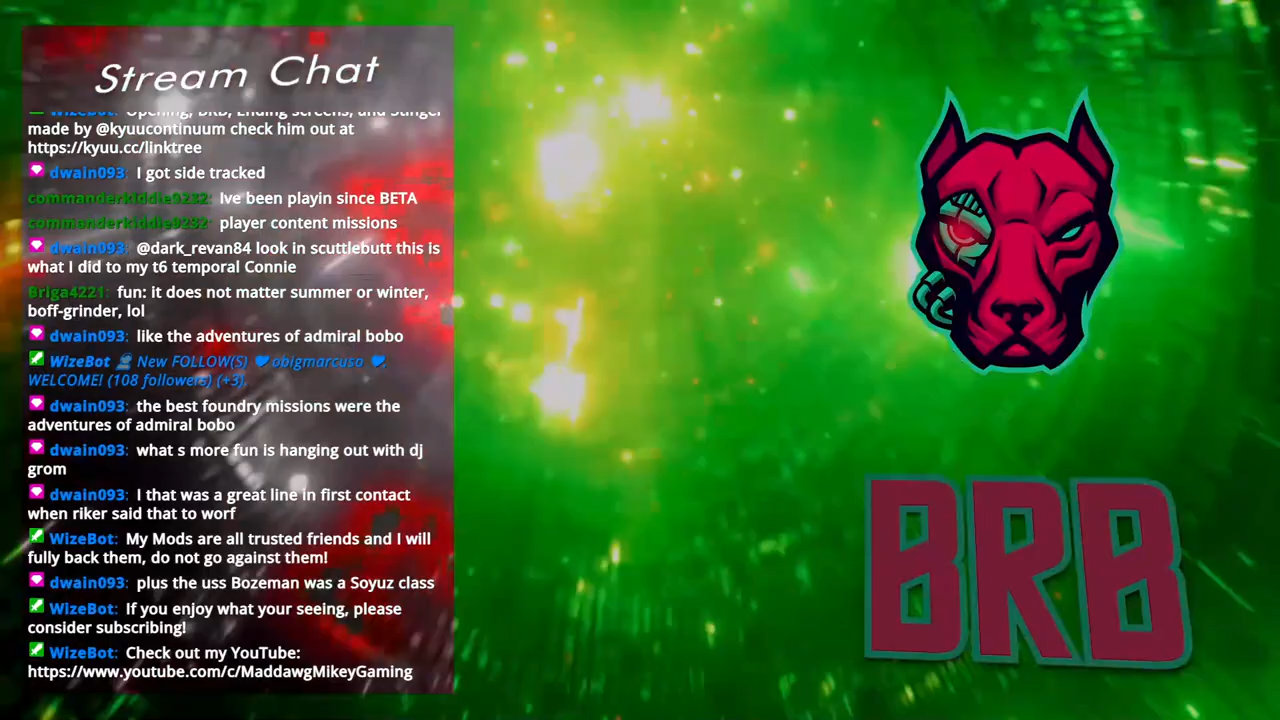 Stream Chat
WizeBot: Opening, BRB, Ending Screens, and Stinger
made by @kyuucontinuum check him out at
https://kyuu.cc/linktree
dwain093: I got side tracked
commanderkiddie9232: Ive been playin since BETA
commanderkiddie9232: player content missions
dwain093: @dark_revan84 look in scuttlebutt this is
what I did to my t6 temporal Connie
Briga4221: fun: it does not matter summer or winter,
boff-grinder, lol
dwain093: like the adventures of admiral bobo
WizeBot New FOLLOW(S) obigmarcuso
WELCOME! (108 followers) (+3).
dwain093: the best foundry missions were the
adventures of admiral bobo
dwain093: what s more fun is hanging out with dj
grom
dwain093: I that was a great line in first contact
when riker said that to worf
WizeBot: My Mods are all trusted friends and I will
fully back them, do not go against them!
dwain093: plus the uss Bozeman was a Soyuz class
WizeBot: If you enjoy what your seeing, please
consider subscribing!
WizeBot: Check out my YouTube:
https://www.youtube.com/c/MaddawgMikeyGaming
BRB